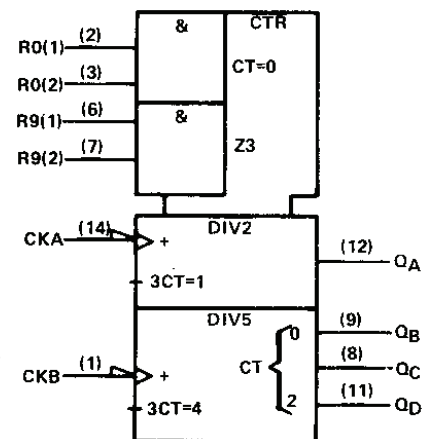 & CTR
R0(1) (2)
CT=0
R0(2) (3)
R9(1) (6)
&
R9(2) (7)
Z3
DIV2
CKA (14) +
(12) QA
3CT=1
DIV5
0 (9) QB
CKB (1) +
CT (8) QC
3CT=4
2 (11) QD